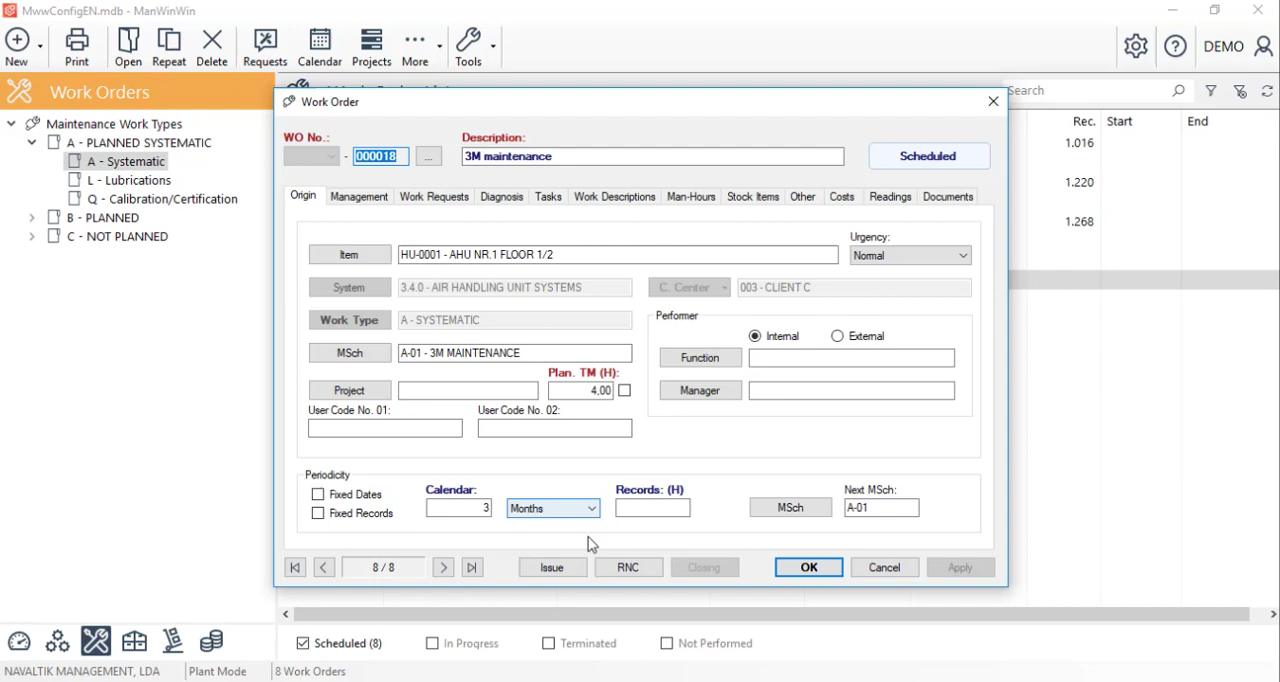 MwwConfigEN.mdb - ManWinWin
New Print Open Repeat Delete Requests Calendar Projects More Tools DEMO
Work Orders
Search
Maintenance Work Types
A - PLANNED SYSTEMATIC
A - Systematic
L - Lubrications
Q - Calibration/Certification
B - PLANNED
C - NOT PLANNED
Rec. Start End
1.016
1.220
1.268
Work Order
WO No.: Description:
- 000018 ... 3M maintenance Scheduled
Origin Management Work Requests Diagnosis Tasks Work Descriptions Man-Hours Stock Items Other Costs Readings Documents
Urgency:
Item HU-0001 - AHU NR.1 FLOOR 1/2 Normal
System 3.4.0 - AIR HANDLING UNIT SYSTEMS C. Center 003 - CLIENT C
Work Type A - SYSTEMATIC
Performer
Internal External
MSch A-01 - 3M MAINTENANCE Function
Plan. TM (H):
Project 4,00 Manager
User Code No. 01: User Code No. 02:
Periodicity
Fixed Dates
Fixed Records
Calendar: Records: (H) Next MSch:
3 Months MSch A-01
8 / 8 Issue RNC Closing OK Cancel Apply
Scheduled (8) In Progress Terminated Not Performed
NAVALTIK MANAGEMENT, LDA Plant Mode 8 Work Orders